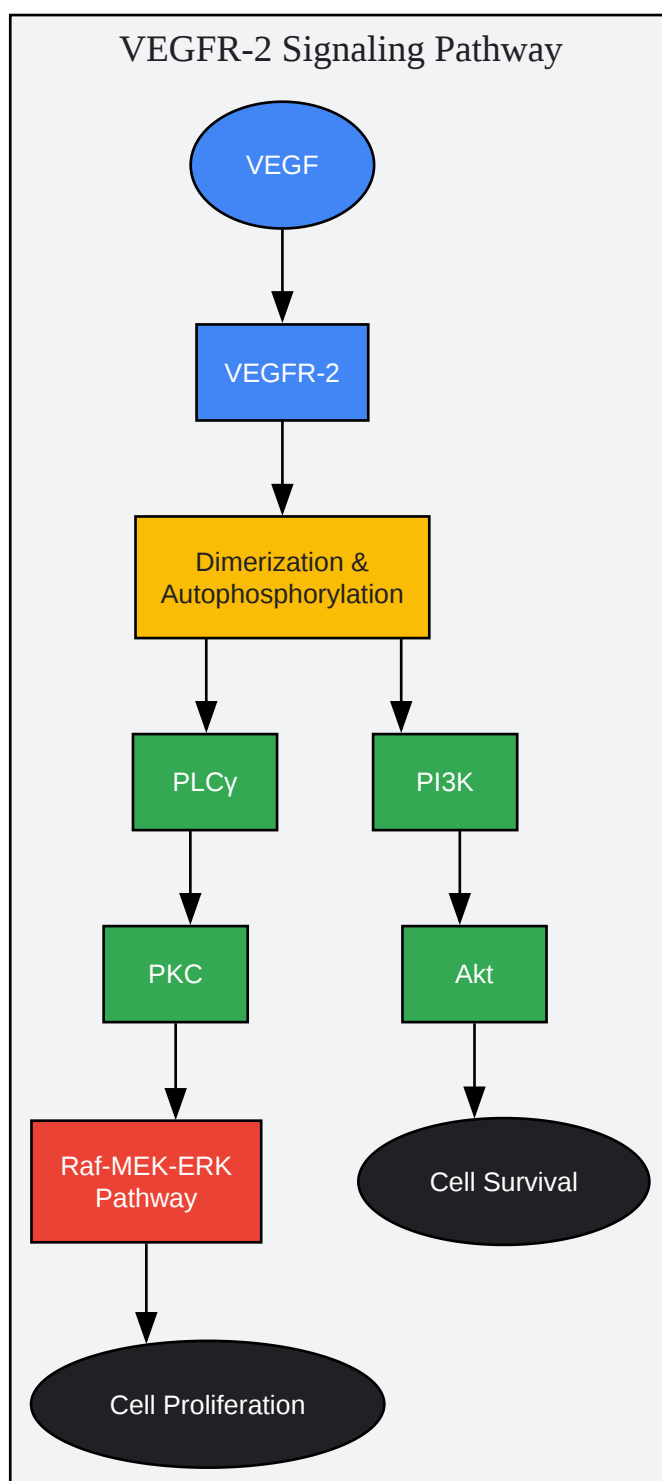 VEGFR-2 Signaling Pathway
VEGF
VEGFR-2
Dimerization &
Autophosphorylation
PLCγ
PI3K
PKC
Akt
Raf-MEK-ERK
Pathway
Cell Survival
Cell Proliferation